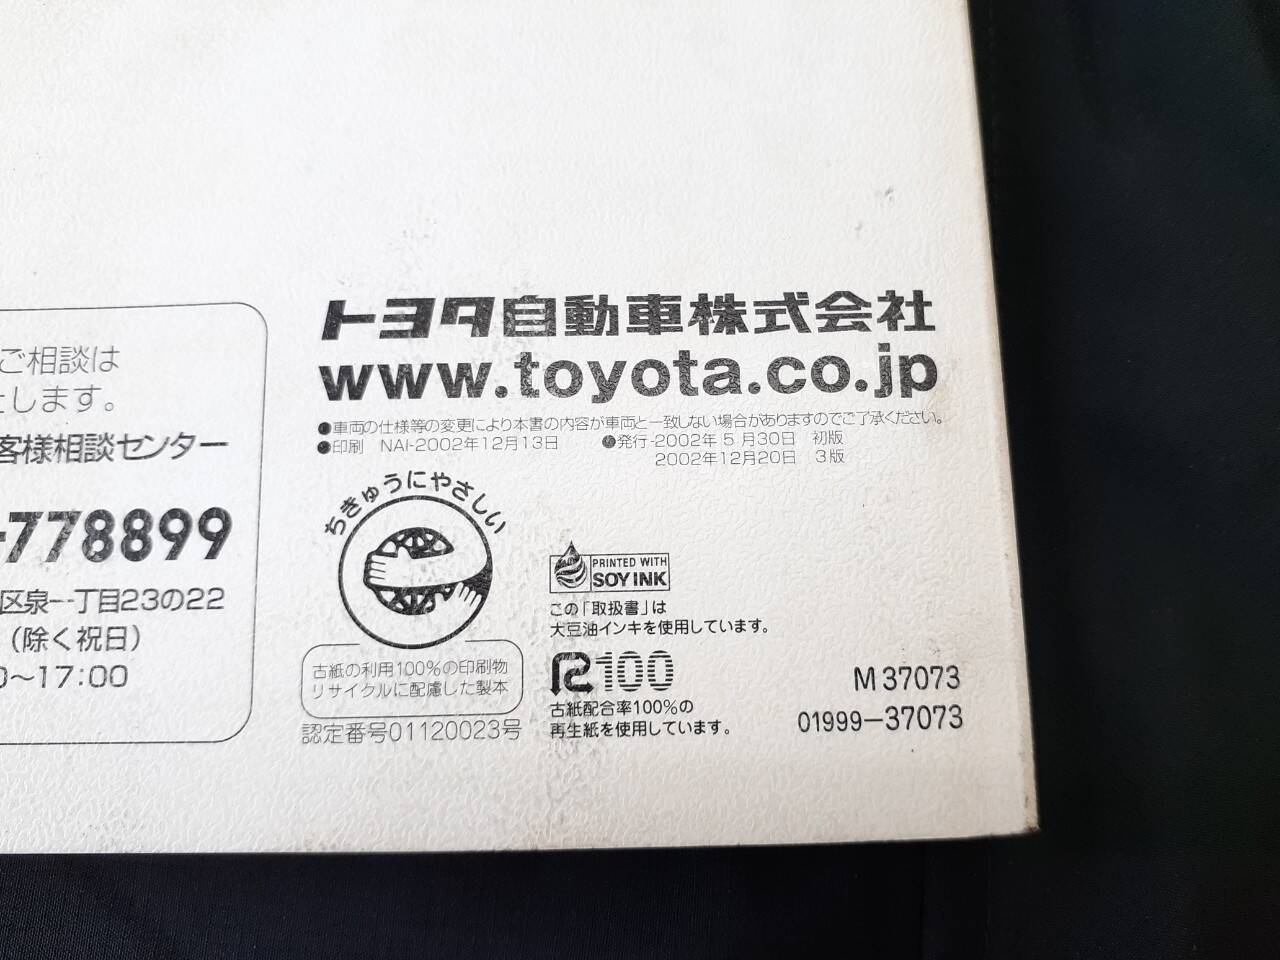 ご相談は
とします。
客様相談センター
-778899
区泉一丁目23の22
（除く祝日）
0～17:00
トヨタ自動車株式会社
www.toyota.co.jp
●車両の仕様等の変更により本書の内容が車両と一致しない場合がありますのでご了承ください。
●印刷 NAI-2002年12月13日 ●発行-2002年 5月30日 初版
2002年12月20日 3版
ちきゅうにやさしい
古紙の利用100%の印刷物
リサイクルに配慮した製本
認定番号01120023号
PRINTED WITH
SOY INK
この「取扱書」は
大豆油インキを使用しています。
R100
古紙配合率100%の
再生紙を使用しています。
M 37073
01999-37073